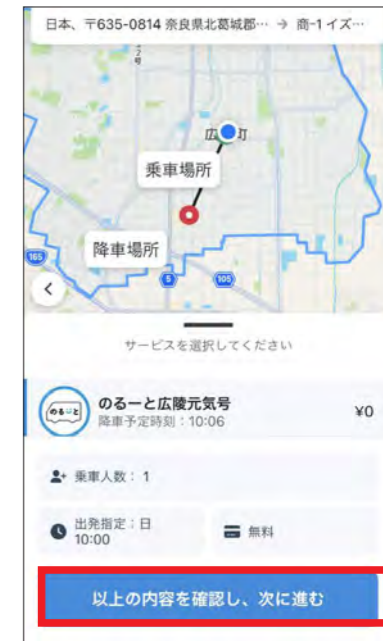 日本、〒635-0814 奈良県北葛城郡… → 商-1 イズ…
乗車場所
降車場所
165
5
105
サービスを選択してください
のるーと
のるーと広陵元気号
¥0
降車予定時刻：10:06
乗車人数： 1
出発指定：日
10:00
無料
以上の内容を確認し、次に進む